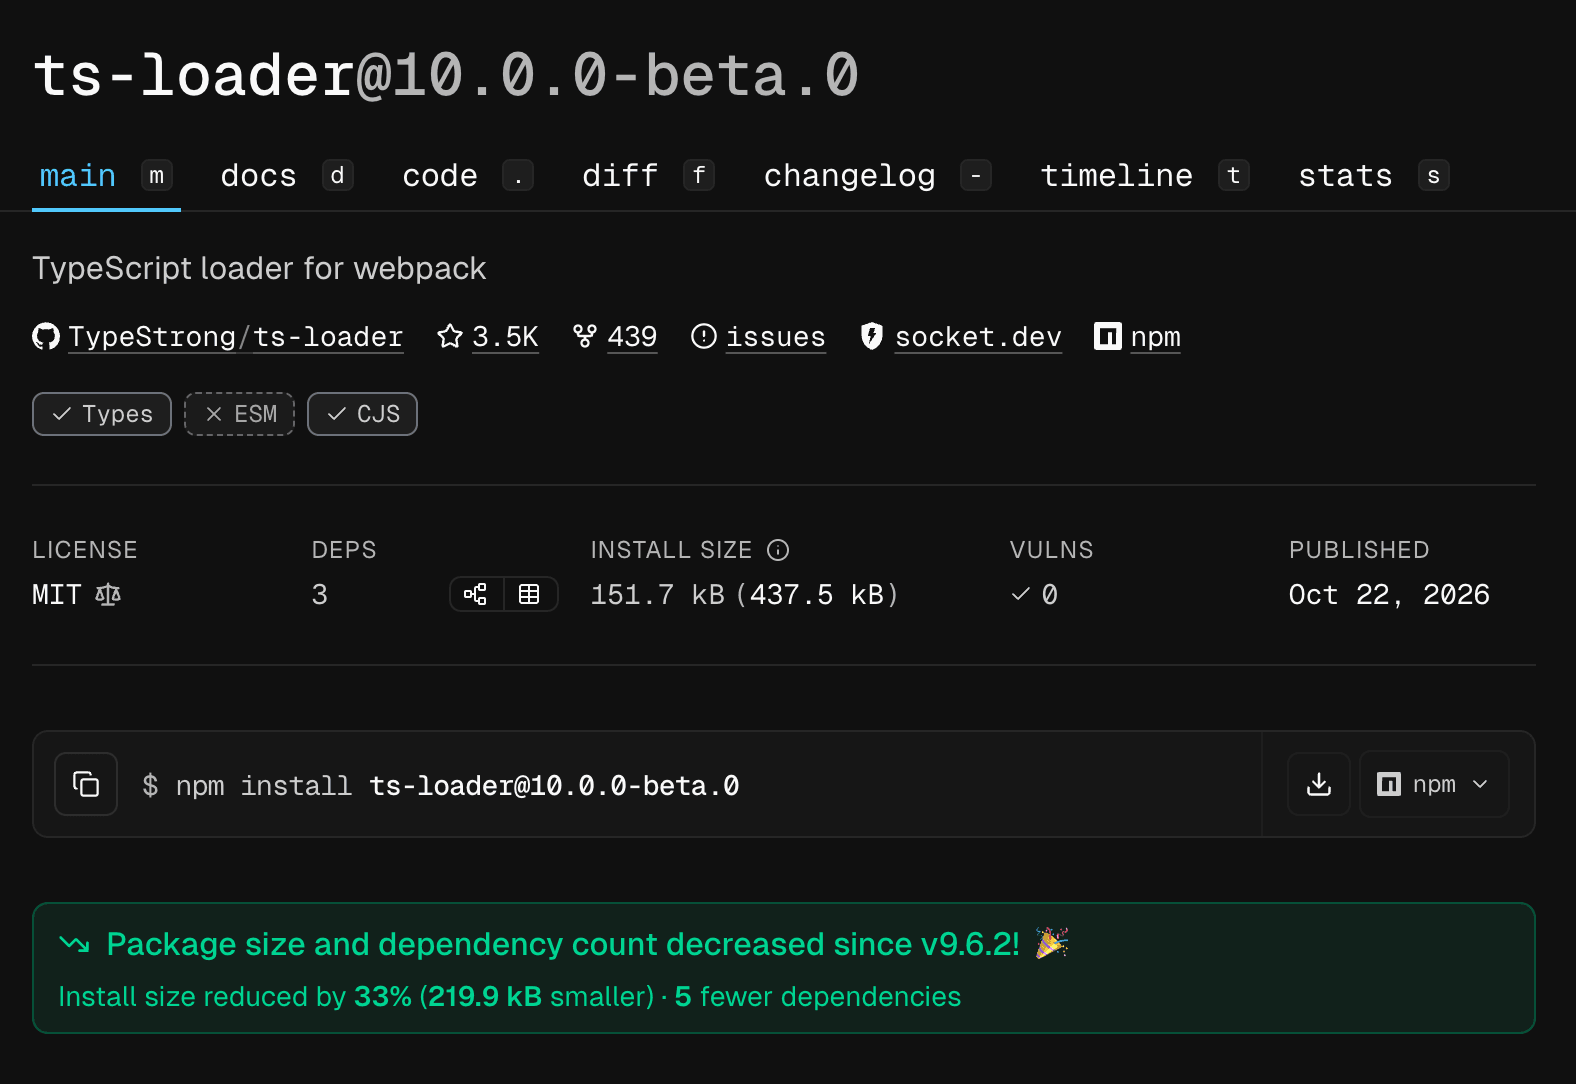 ts-loader@10.0.0-beta.0
main m docs d code . diff f changelog - timeline t stats s
TypeScript loader for webpack
TypeStrong/ts-loader 3.5K 439 issues socket.dev npm
Types ESM CJS
LICENSE DEPS INSTALL SIZE VULNS PUBLISHED
MIT 3 151.7 kB (437.5 kB) 0 Oct 22, 2026
$ npm install ts-loader@10.0.0-beta.0 npm
Package size and dependency count decreased since v9.6.2! 🎉
Install size reduced by 33% (219.9 kB smaller) · 5 fewer dependencies